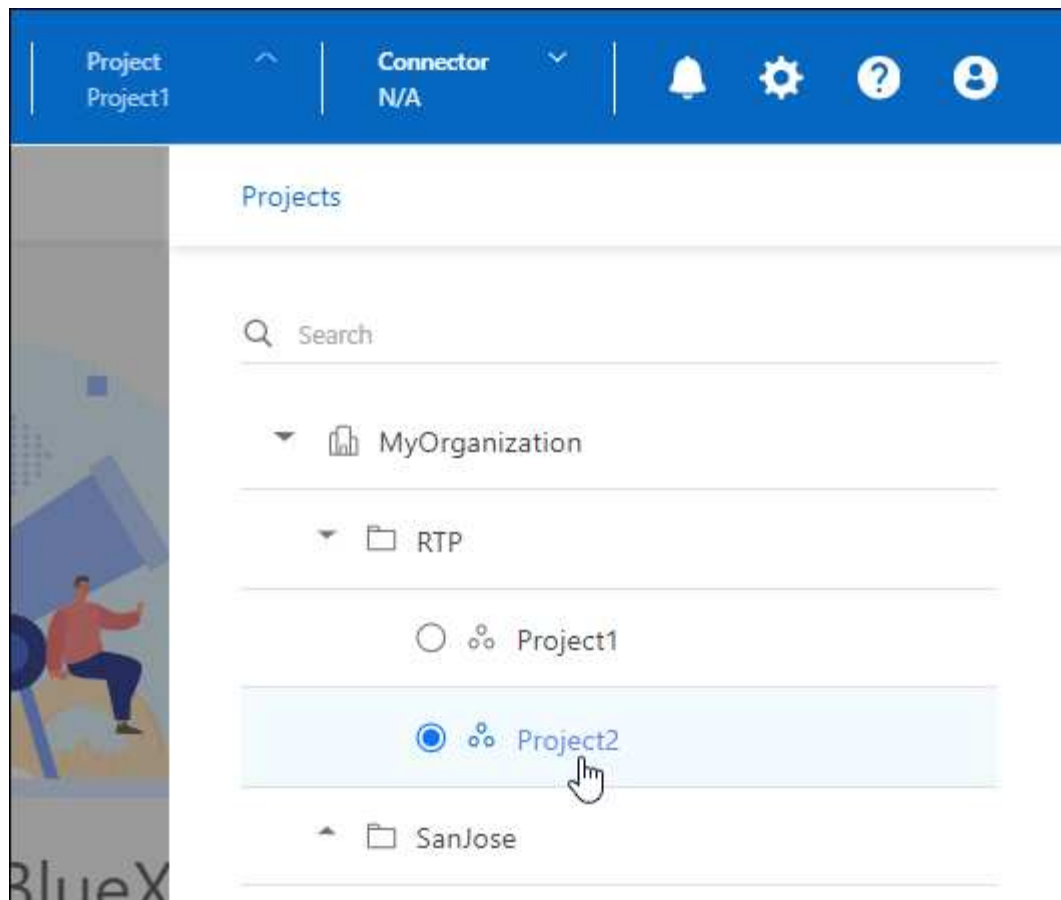 Project
Project1
Connector
N/A
Projects
Search
MyOrganization
RTP
Project1
Project2
SanJose
BlueX